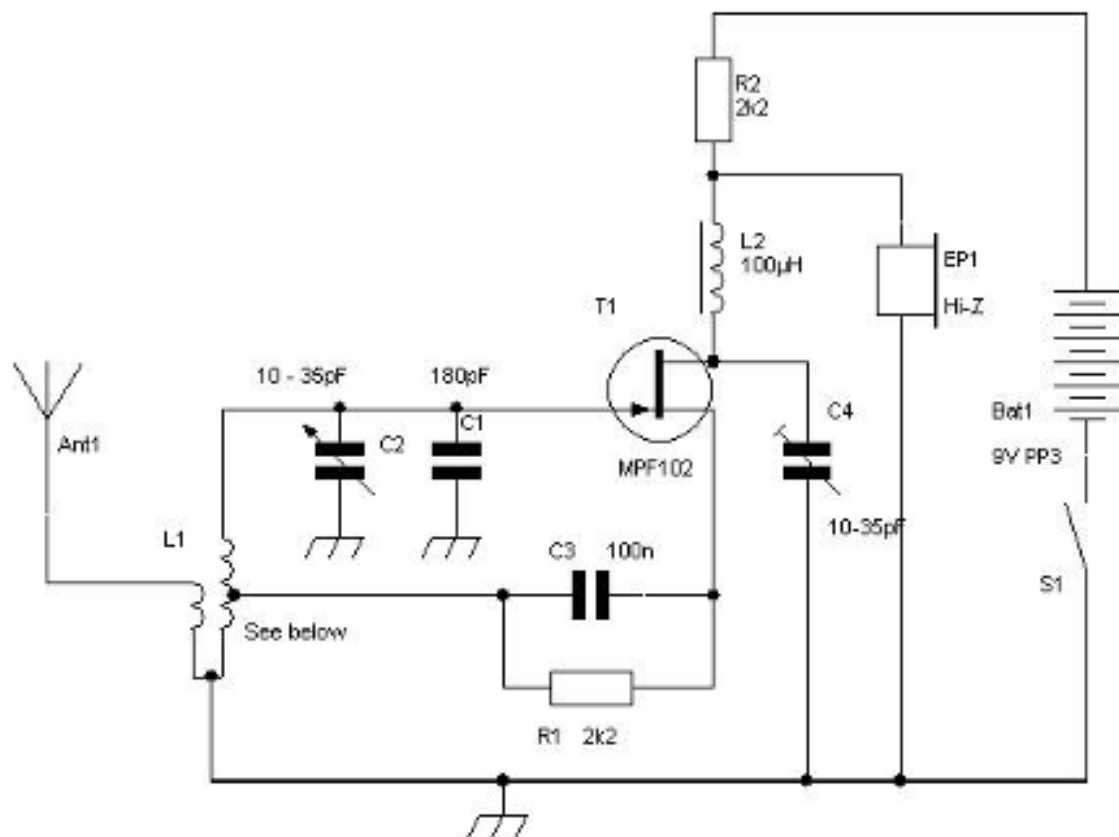 R2
2k2
L2
100µH
EP1
Hi-Z
T1
10 - 35pF
180pF
C1
C2
C4
Ant1
Bat1
MPF102
9V PP3
10-35pF
L1
C3 100n
S1
See below
R1 2k2